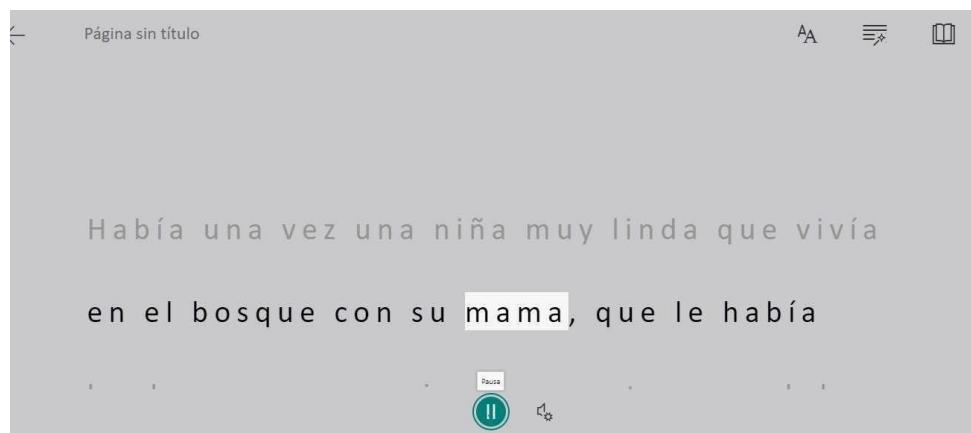 Página sin título
AA
Había una vez una niña muy linda que vivía
en el bosque con su mama, que le había
Pausa